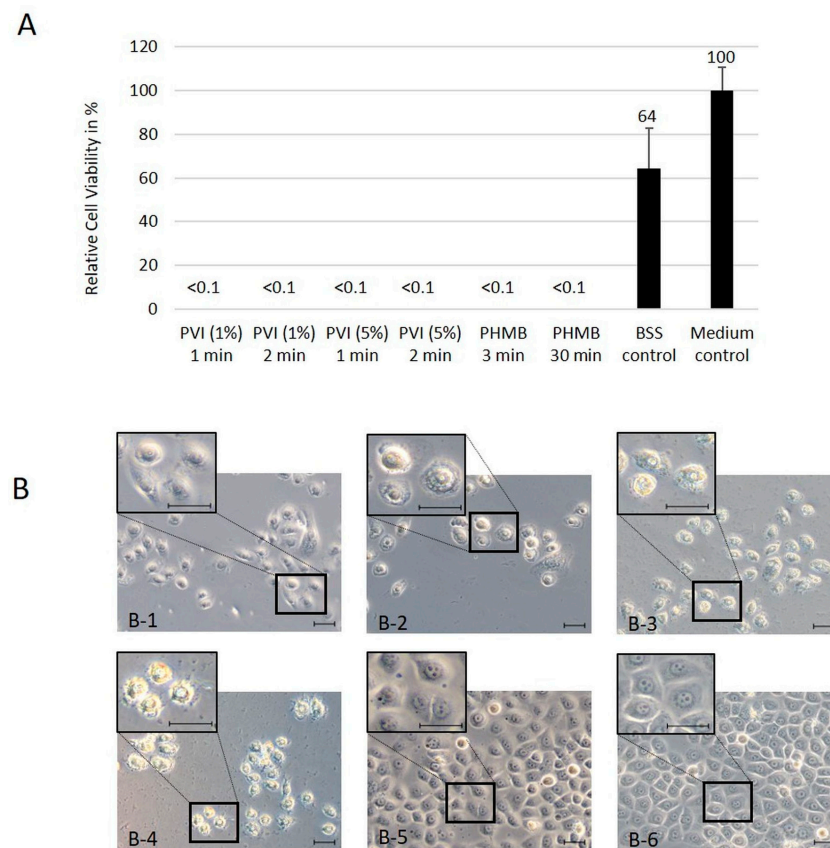 A
120
100
80
60
40
20
0
Relative Cell Viability in %
<0.1 <0.1 <0.1 <0.1 <0.1 <0.1 64 100
PVI (1%) PVI (1%) PVI (5%) PVI (5%) PHMB PHMB BSS Medium
1 min 2 min 1 min 2 min 3 min 30 min control control
B
B-1 B-2 B-3
B-4 B-5 B-6